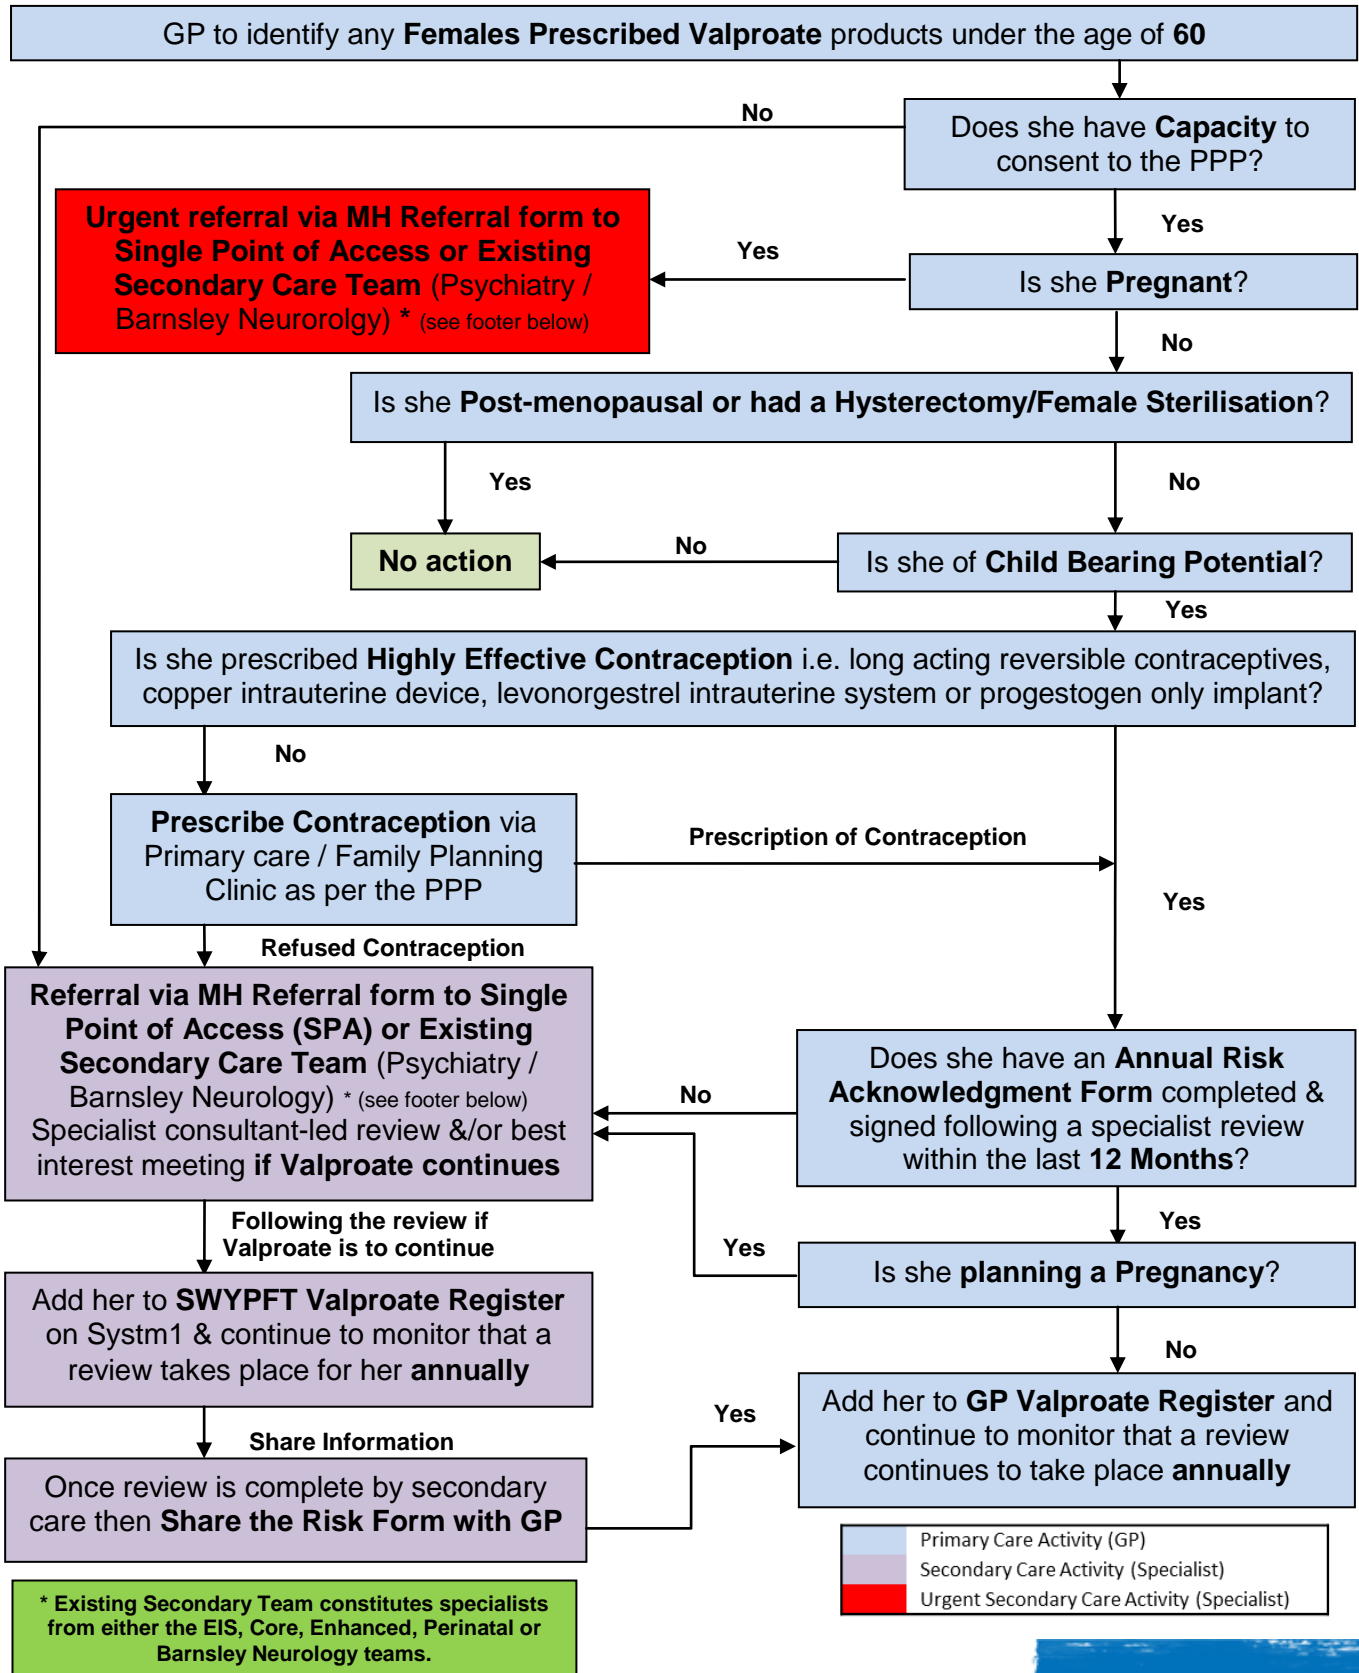 GP to identify any Females Prescribed Valproate products under the age of 60
No
Does she have Capacity to
consent to the PPP?
Yes
Urgent referral via MH Referral form to
Single Point of Access or Existing
Secondary Care Team (Psychiatry /
Barnsley Neurorolgy) * (see footer below)
Yes
Is she Pregnant?
No
Is she Post-menopausal or had a Hysterectomy/Female Sterilisation?
Yes
No
No action
No
Is she of Child Bearing Potential?
Yes
Is she prescribed Highly Effective Contraception i.e. long acting reversible contraceptives,
copper intrauterine device, levonorgestrel intrauterine system or progestogen only implant?
No
Prescribe Contraception via
Primary care / Family Planning
Clinic as per the PPP
Prescription of Contraception
Yes
Refused Contraception
Referral via MH Referral form to Single
Point of Access (SPA) or Existing
Secondary Care Team (Psychiatry /
Barnsley Neurology) * (see footer below)
Specialist consultant-led review &/or best
interest meeting if Valproate continues
No
Does she have an Annual Risk
Acknowledgment Form completed &
signed following a specialist review
within the last 12 Months?
Following the review if
Valproate is to continue
Yes
Yes
Is she planning a Pregnancy?
Add her to SWYPFT Valproate Register
on Systm1 & continue to monitor that a
review takes place for her annually
No
Share Information
Yes
Add her to GP Valproate Register and
continue to monitor that a review
continues to take place annually
Once review is complete by secondary
care then Share the Risk Form with GP
Primary Care Activity (GP)
Secondary Care Activity (Specialist)
Urgent Secondary Care Activity (Specialist)
* Existing Secondary Team constitutes specialists
from either the EIS, Core, Enhanced, Perinatal or
Barnsley Neurology teams.